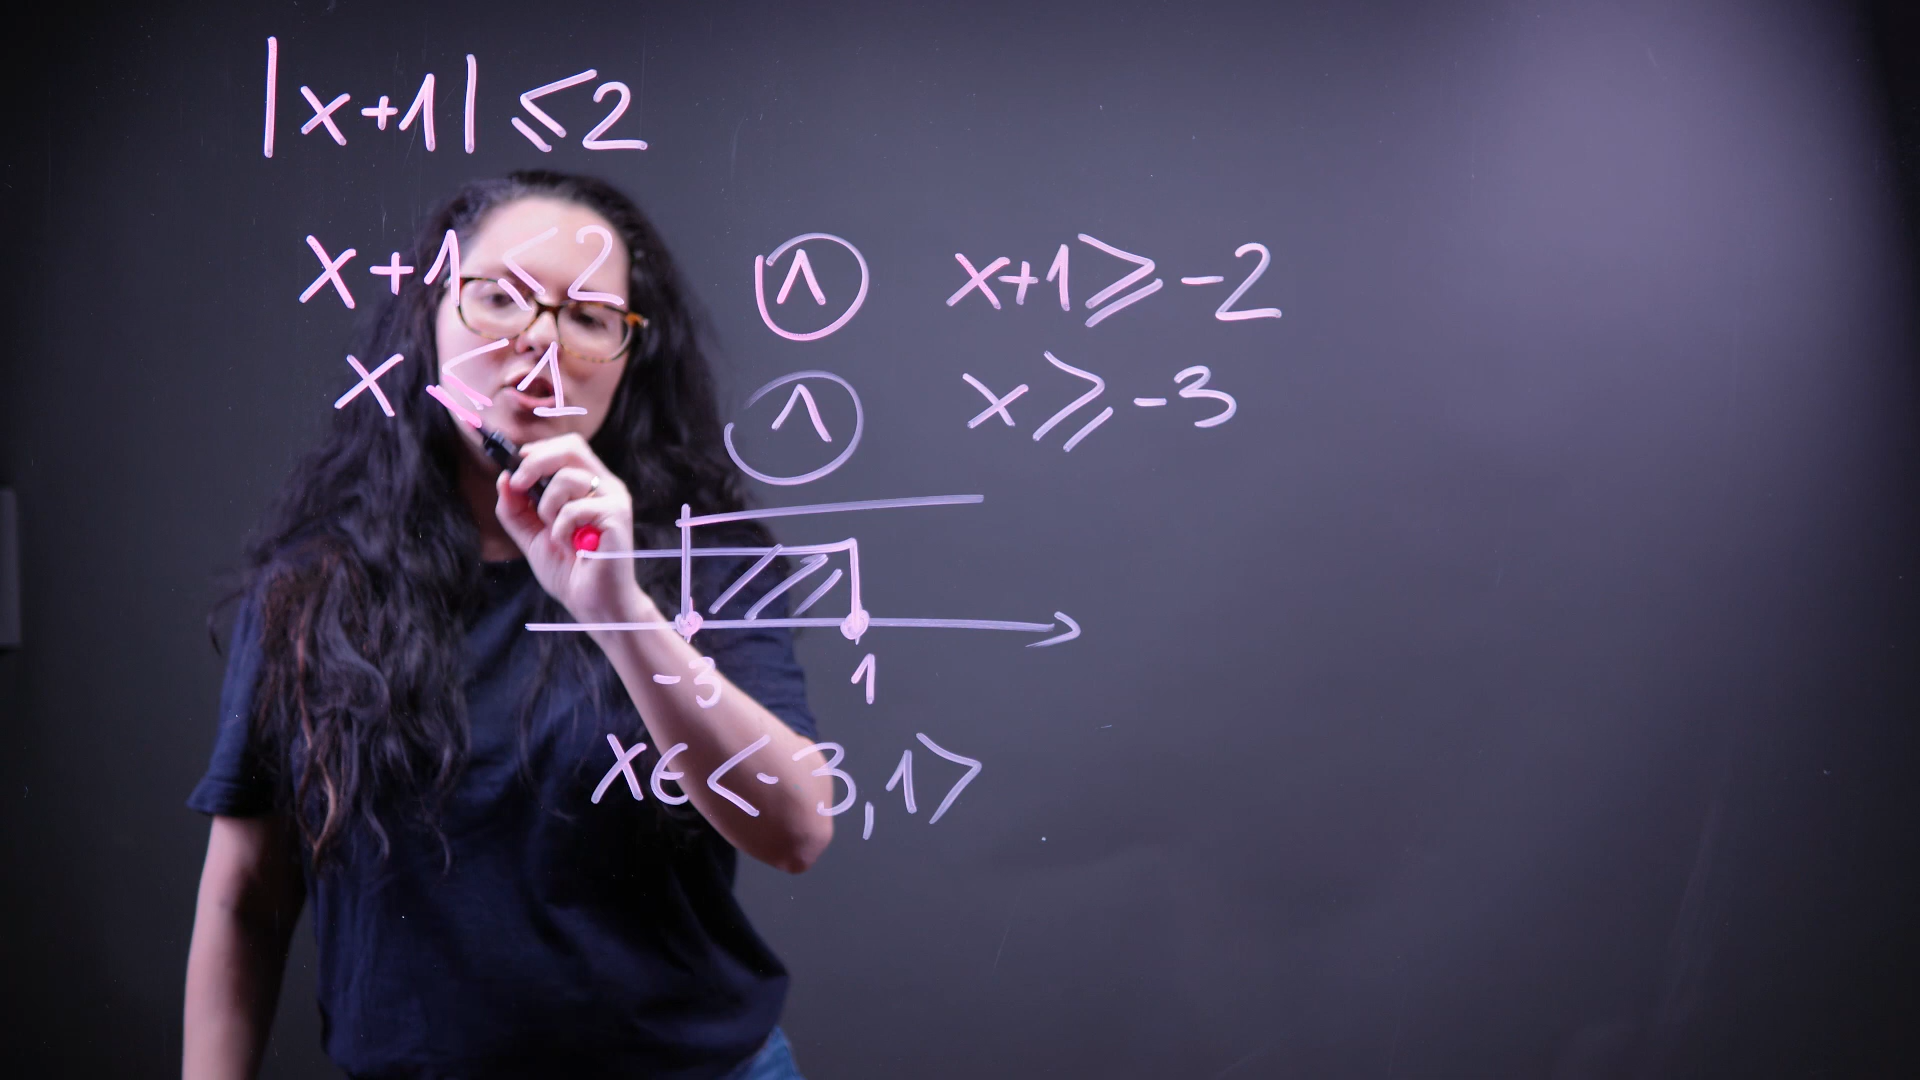 |x+1| ⩽ 2
x+1 ⩽ 2 ∧ x+1 ⩾ -2
x ⩽ 1 ∧ x ⩾ -3
-3 1
x∈<-3,1>